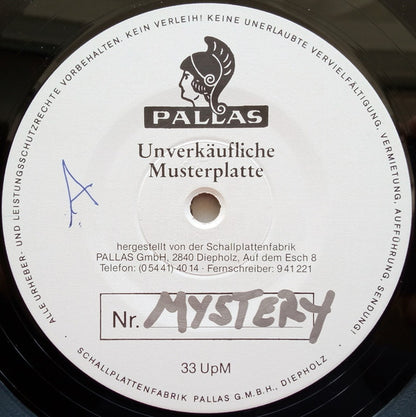 ALLE URHEBER- UND LEISTUNGSSCHUTZRECHTE VORBEHALTEN. KEIN VERLEIH! KEINE UNERLAUBTE VERVIELFÄLTIGUNG, VERMIETUNG, AUFFÜHRUNG, SENDUNG!
PALLAS
Unverkäufliche
Musterplatte
A
hergestellt von der Schallplattenfabrik
PALLAS GmbH, 2840 Diepholz, Auf dem Esch 8
Telefon: (05441) 4014 · Fernschreiber: 941221
Nr. MYSTERY
33 UpM
SCHALLPLATTENFABRIK PALLAS G.M.B.H., DIEPHOLZ